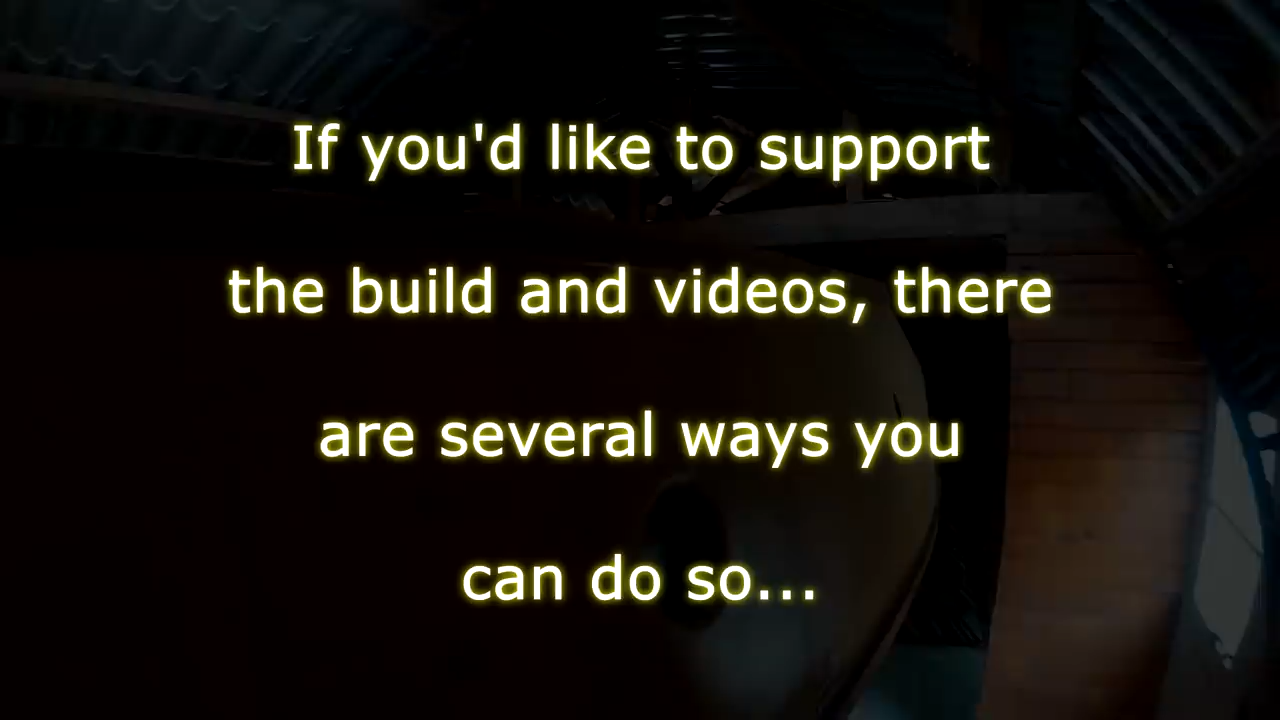 If you'd like to support
the build and videos, there
are several ways you
can do so...